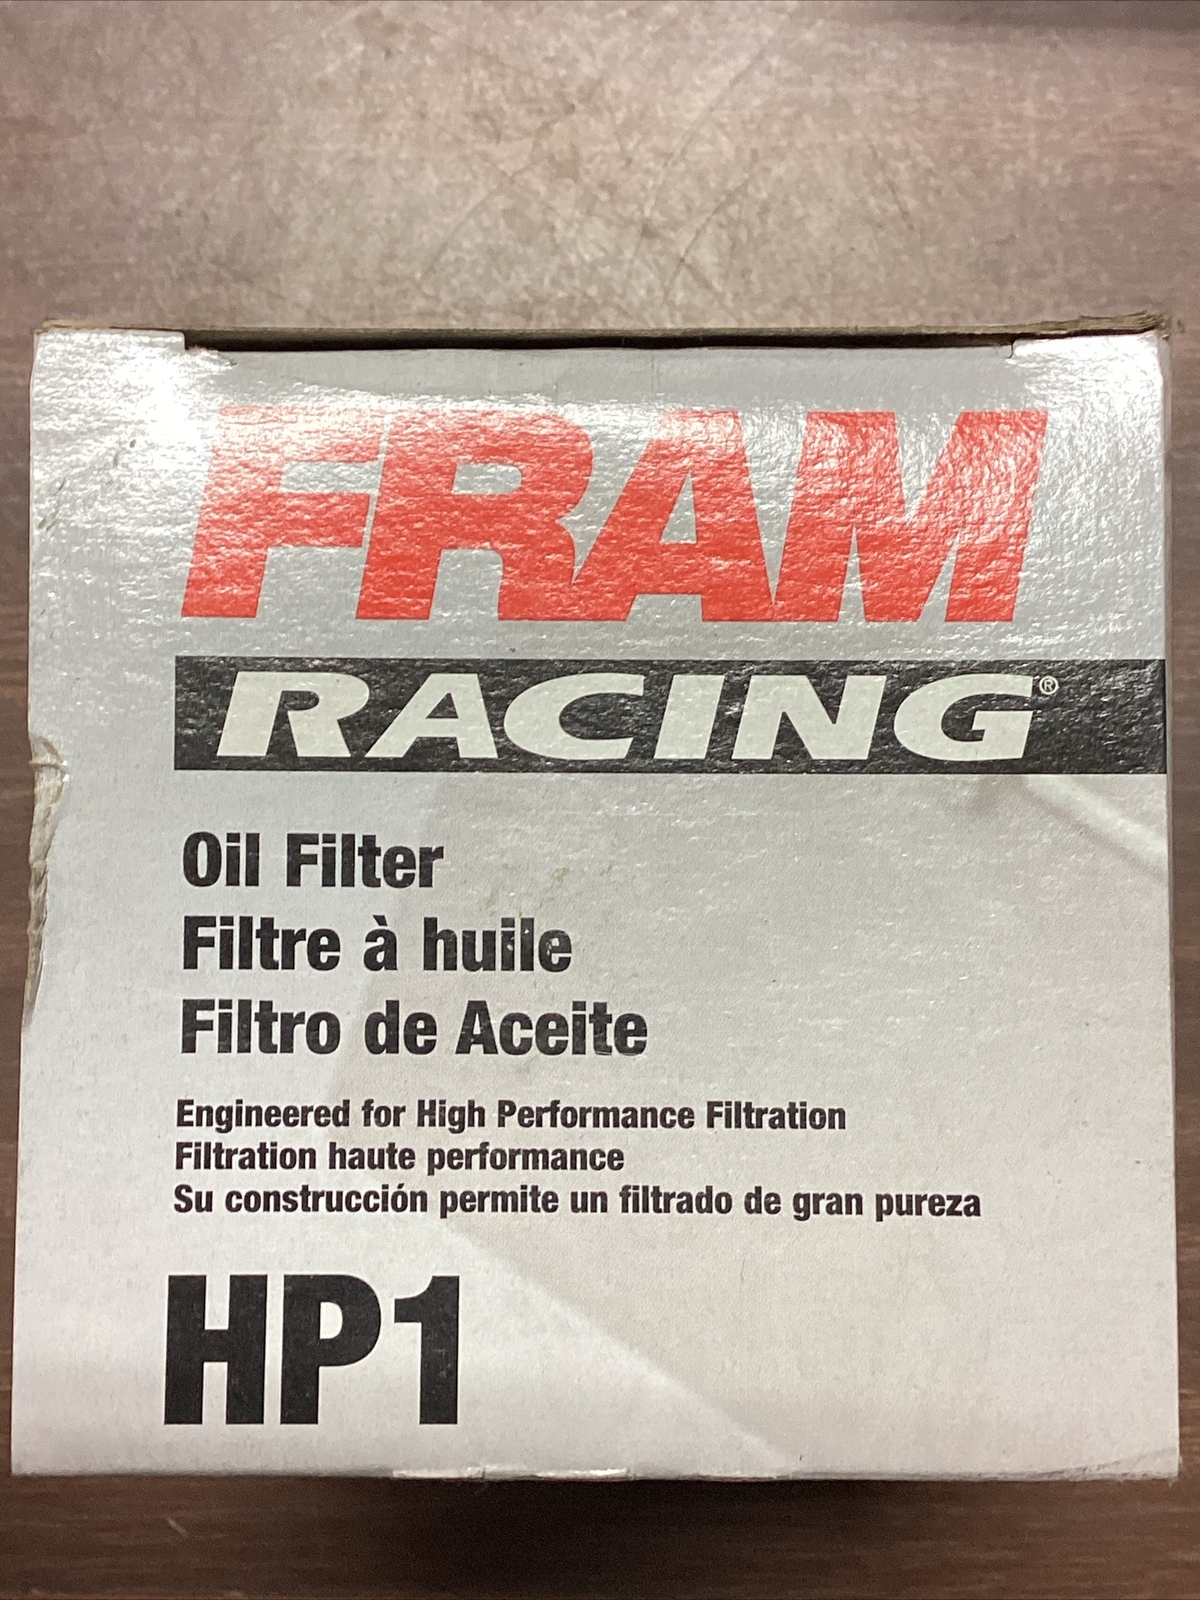 FRAM
RACING®
Oil Filter
Filtre à huile
Filtro de Aceite
Engineered for High Performance Filtration
Filtration haute performance
Su construcción permite un filtrado de gran pureza
HP1